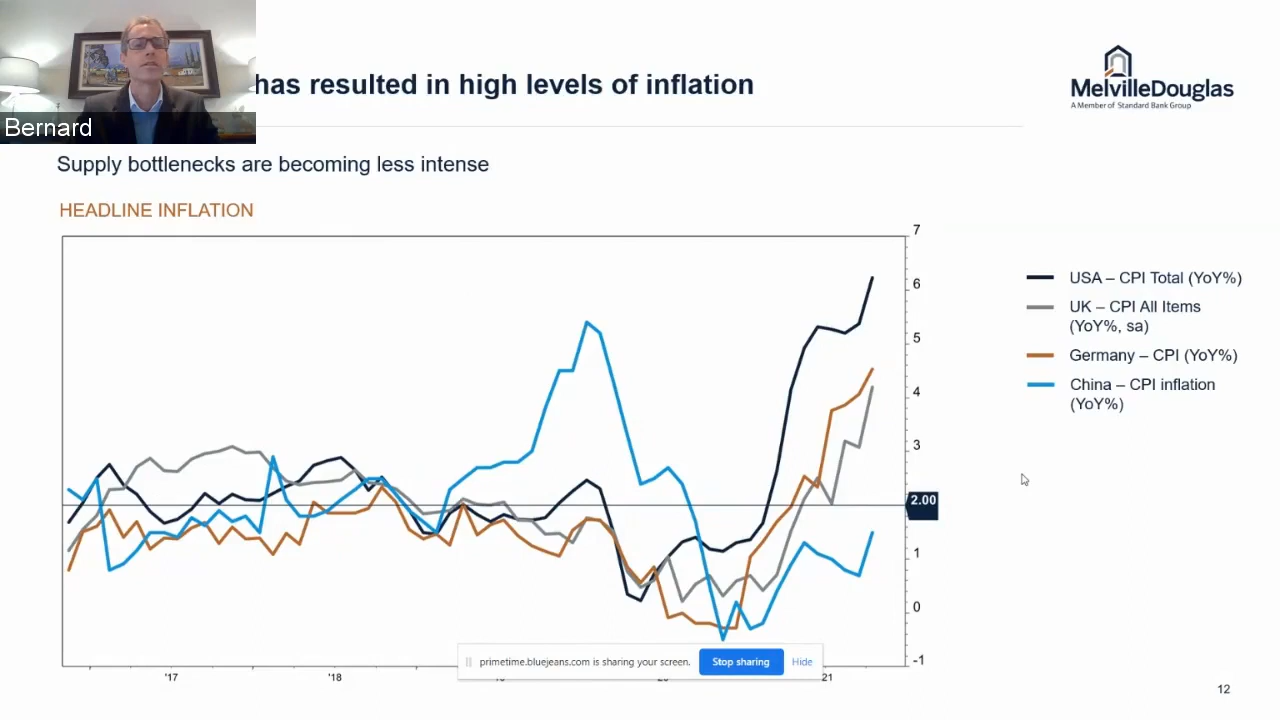 Bernard
has resulted in high levels of inflation
MelvilleDouglas
A Member of Standard Bank Group
Supply bottlenecks are becoming less intense
HEADLINE INFLATION
7
6
5
4
3
2.00
1
0
-1
USA – CPI Total (YoY%)
UK – CPI All Items
(YoY%, sa)
Germany – CPI (YoY%)
China – CPI inflation
(YoY%)
primetime.bluejeans.com is sharing your screen.
Stop sharing
Hide
'17
'18
21
12